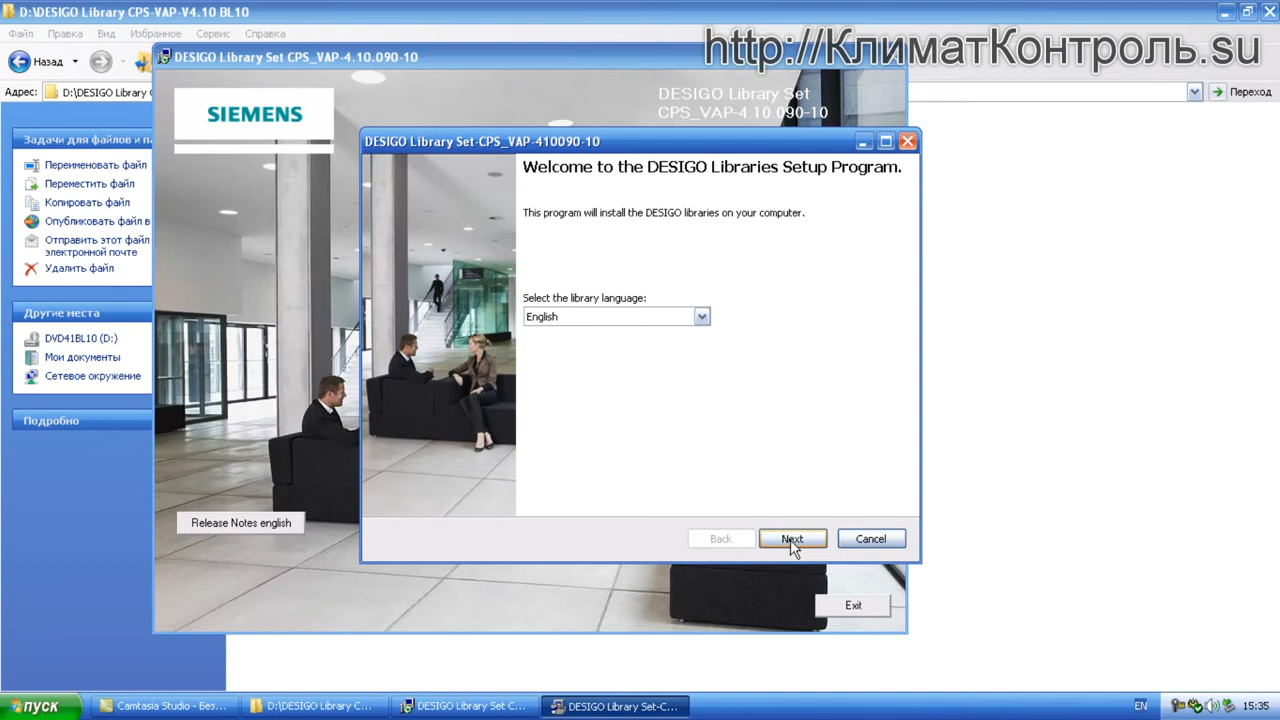 D:\DESIGO Library CPS-VAP-V4.10 BL10
Файл Правка Вид Избранное Сервис Справка
http://КлиматКонтроль.su
Назад
DESIGO Library Set CPS_VAP-4.10.090-10
Адрес: D:\DESIGO Library Переход
SIEMENS
DESIGO Library Set
CPS_VAP-4.10.090-10
Задачи для файлов и па
Переименовать файл
Переместить файл
Копировать файл
Опубликовать файл в
Отправить этот файл
электронной почте
Удалить файл
Другие места
DVD41BL10 (D:)
Мои документы
Сетевое окружение
Подробно
DESIGO Library Set-CPS_VAP-410090-10
Welcome to the DESIGO Libraries Setup Program.
This program will install the DESIGO libraries on your computer.
Select the library language:
English
Back Next Cancel
Release Notes english
Exit
пуск Camtasia Studio - Без... D:\DESIGO Library C... DESIGO Library Set C... DESIGO Library Set-C... EN 15:35